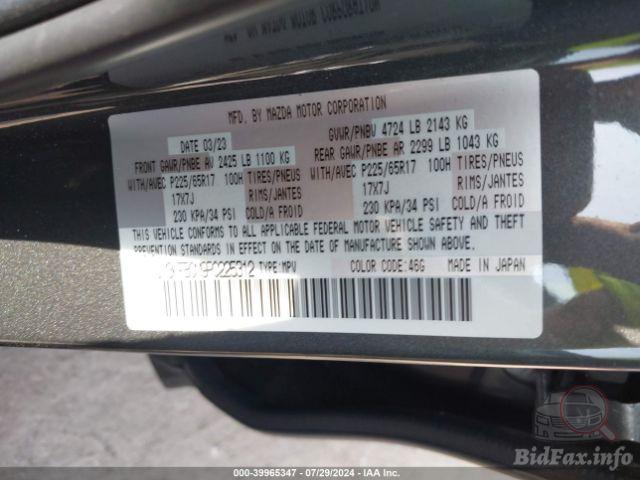 MFD. BY MAZDA MOTOR CORPORATION
DATE 03/23 GVWR/PNBV 4724 LB 2143 KG
FRONT GAWR/PNBE AV 2425 LB 1100 KG REAR GAWR/PNBE AR 2299 LB 1043 KG
WITH/AVEC P225/65R17 100H TIRES/PNEUS WITH/AVEC P225/65R17 100H TIRES/PNEUS
17X7J RIMS/JANTES 17X7J RIMS/JANTES
230 KPA/34 PSI COLD/A FROID 230 KPA/34 PSI COLD/A FROID
THIS VEHICLE CONFORMS TO ALL APPLICABLE FEDERAL MOTOR VEHICLE SAFETY AND THEFT
PREVENTION STANDARDS IN EFFECT ON THE DATE OF MANUFACTURE SHOWN ABOVE.
TYPE:MPV COLOR CODE:46G MADE IN JAPAN
000-39965347 - 07/29/2024 - IAA Inc.
BidFax.info